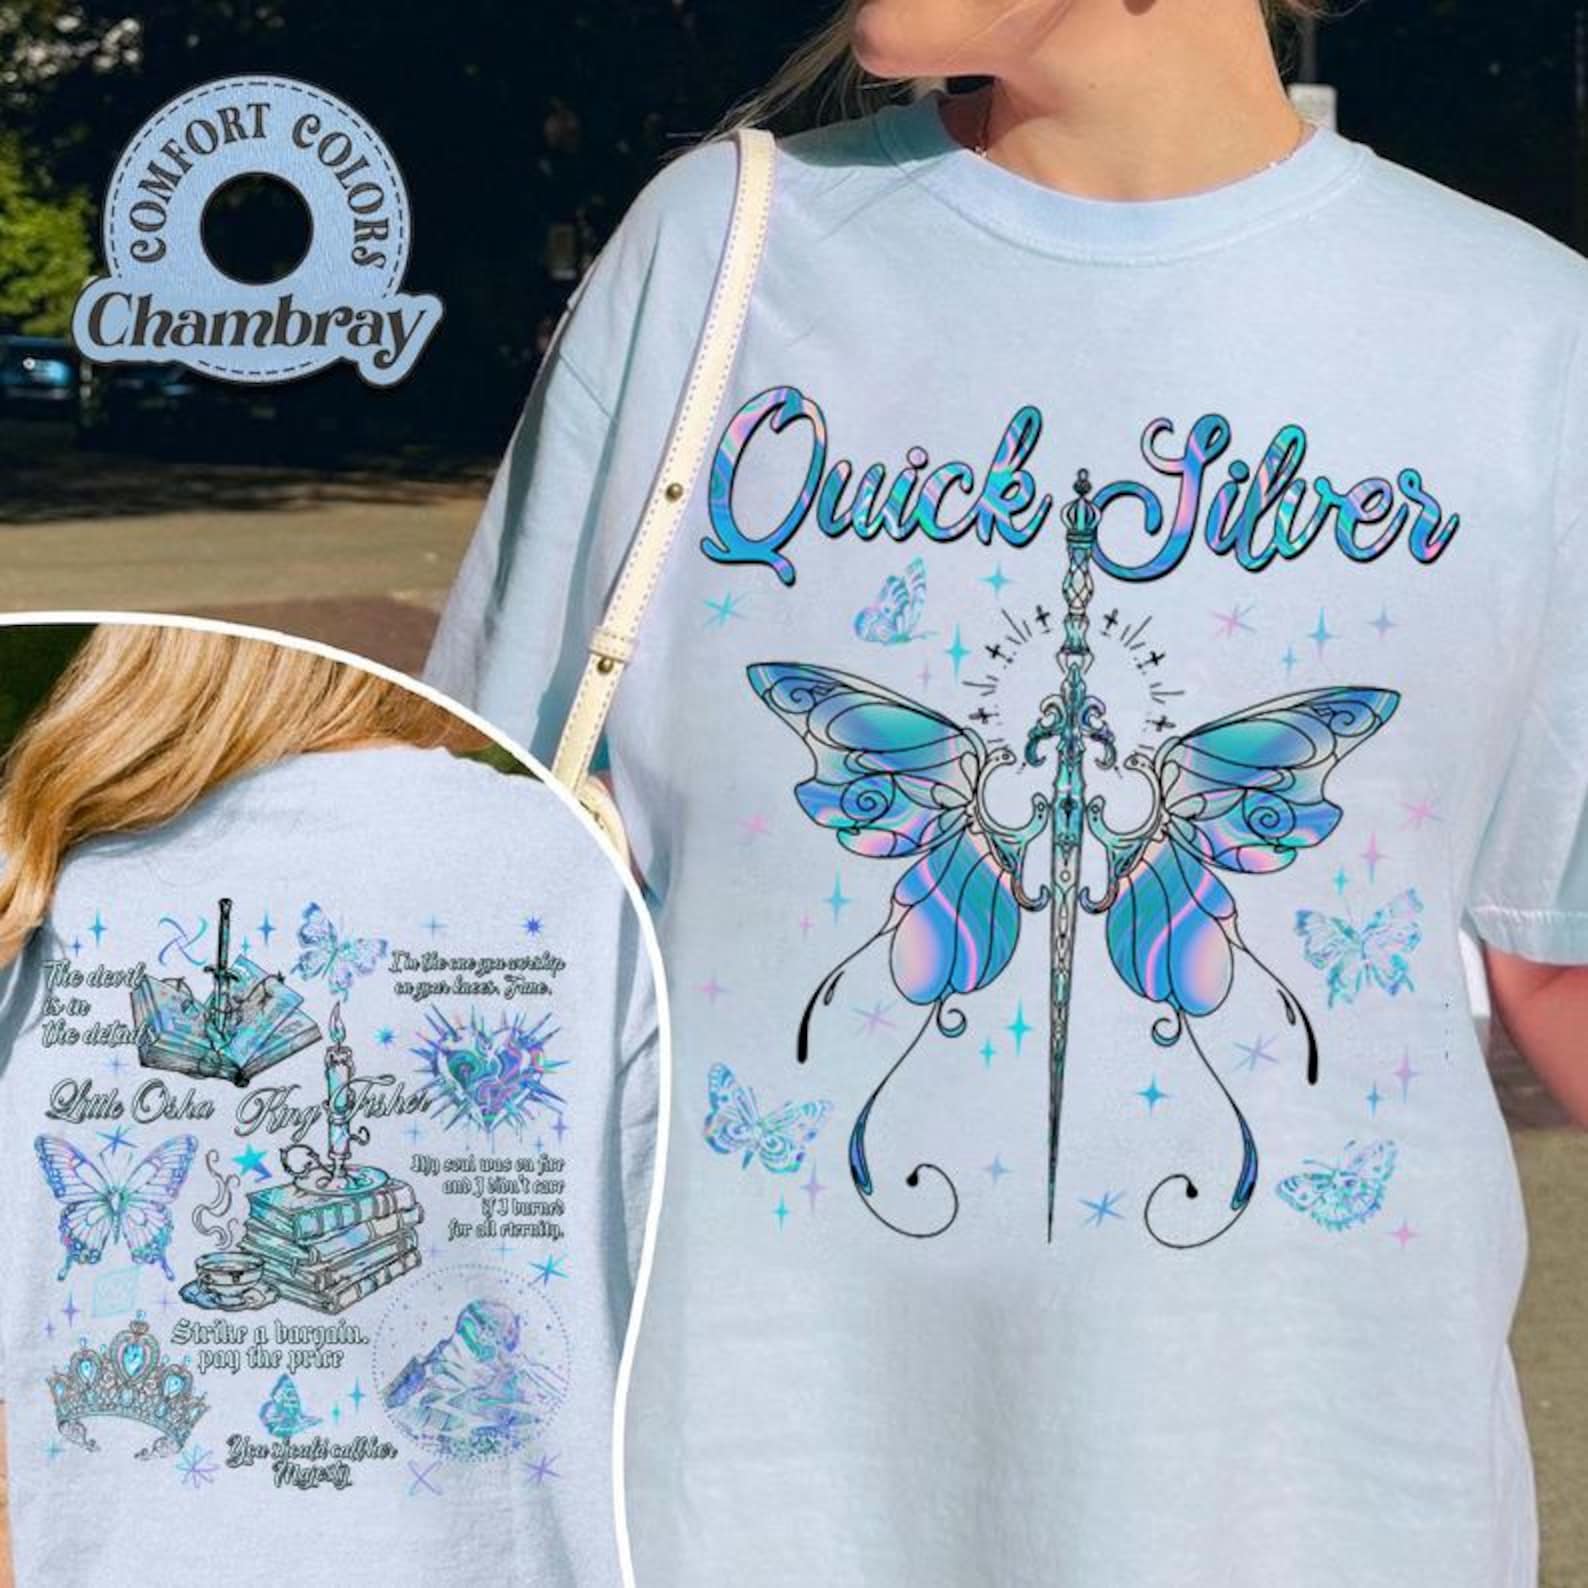 COMFORT COLORS
Chambray
Quick Silver
The devil
is in
the details
I'm the one you worship
on your knees. Fane.
Little Osha King Fisher
My soul was on fire
and I didn't care
if I burned
for all eternity.
Strike a bargain.
pay the price
You should call her
Majesty